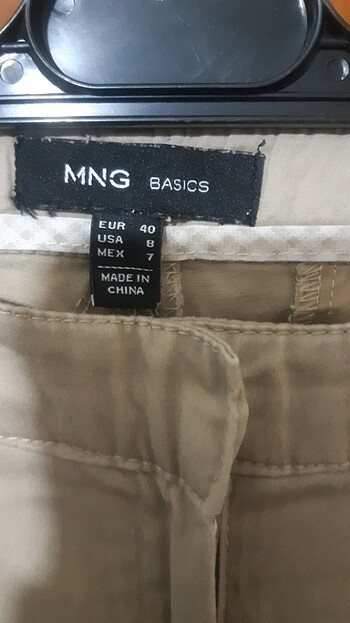 MNG BASICS
EUR 40
USA 8
MEX 7
MADE IN
CHINA